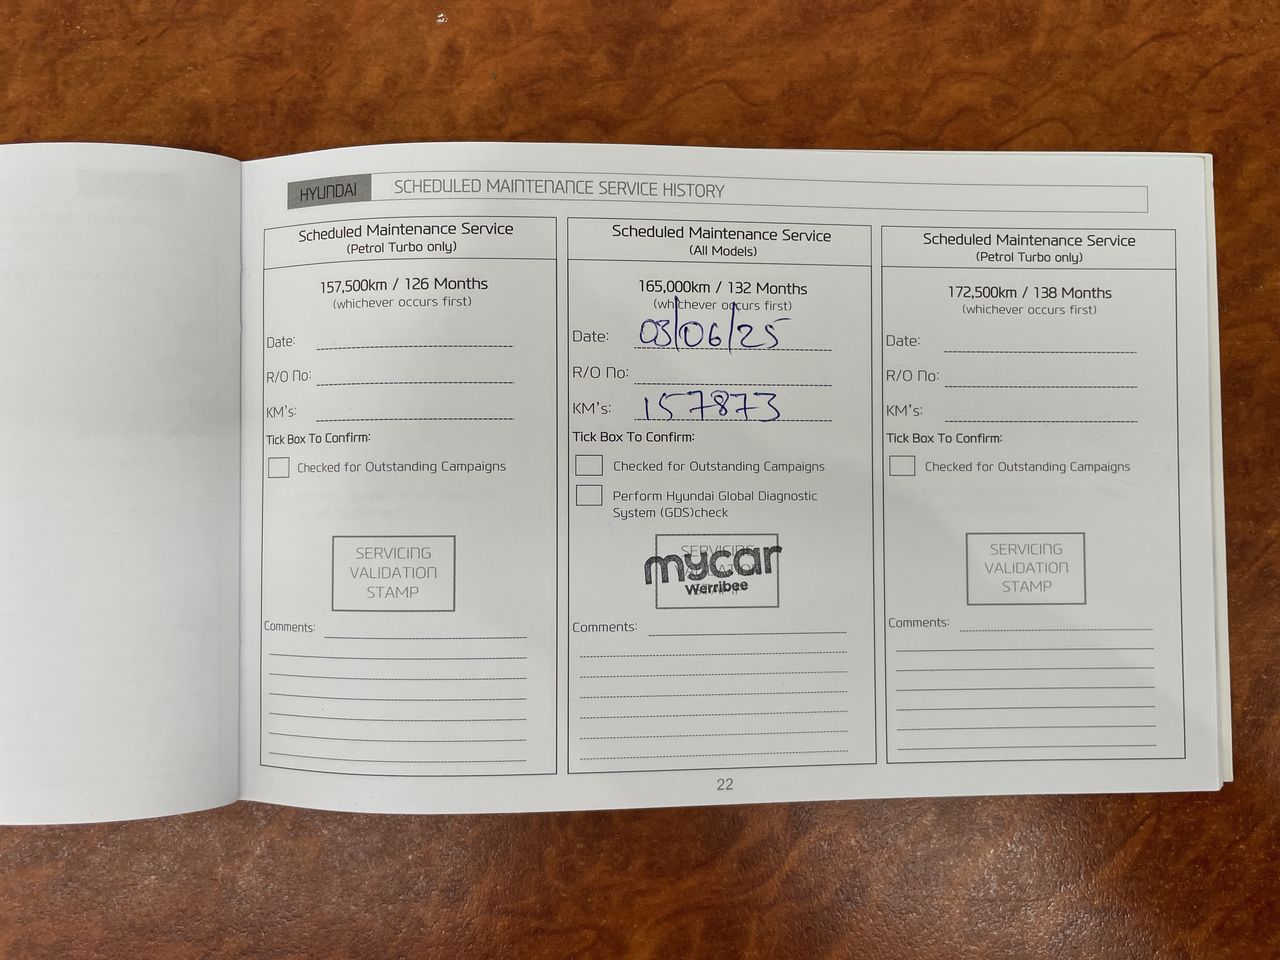 HYUNDAI SCHEDULED MAINTENANCE SERVICE HISTORY
Scheduled Maintenance Service
(Petrol Turbo only)
157,500km / 126 Months
(whichever occurs first)
Date:
R/O No:
KM's:
Tick Box To Confirm:
Checked for Outstanding Campaigns
SERVICING
VALIDATION
STAMP
Comments:
Scheduled Maintenance Service
(All Models)
165,000km / 132 Months
(whichever occurs first)
Date: 03/06/25
R/O No:
KM's: 157873
Tick Box To Confirm:
Checked for Outstanding Campaigns
Perform Hyundai Global Diagnostic
System (GDS)check
SERVICING
mycar
Werribee
Comments:
Scheduled Maintenance Service
(Petrol Turbo only)
172,500km / 138 Months
(whichever occurs first)
Date:
R/O No:
KM's:
Tick Box To Confirm:
Checked for Outstanding Campaigns
SERVICING
VALIDATION
STAMP
Comments:
22